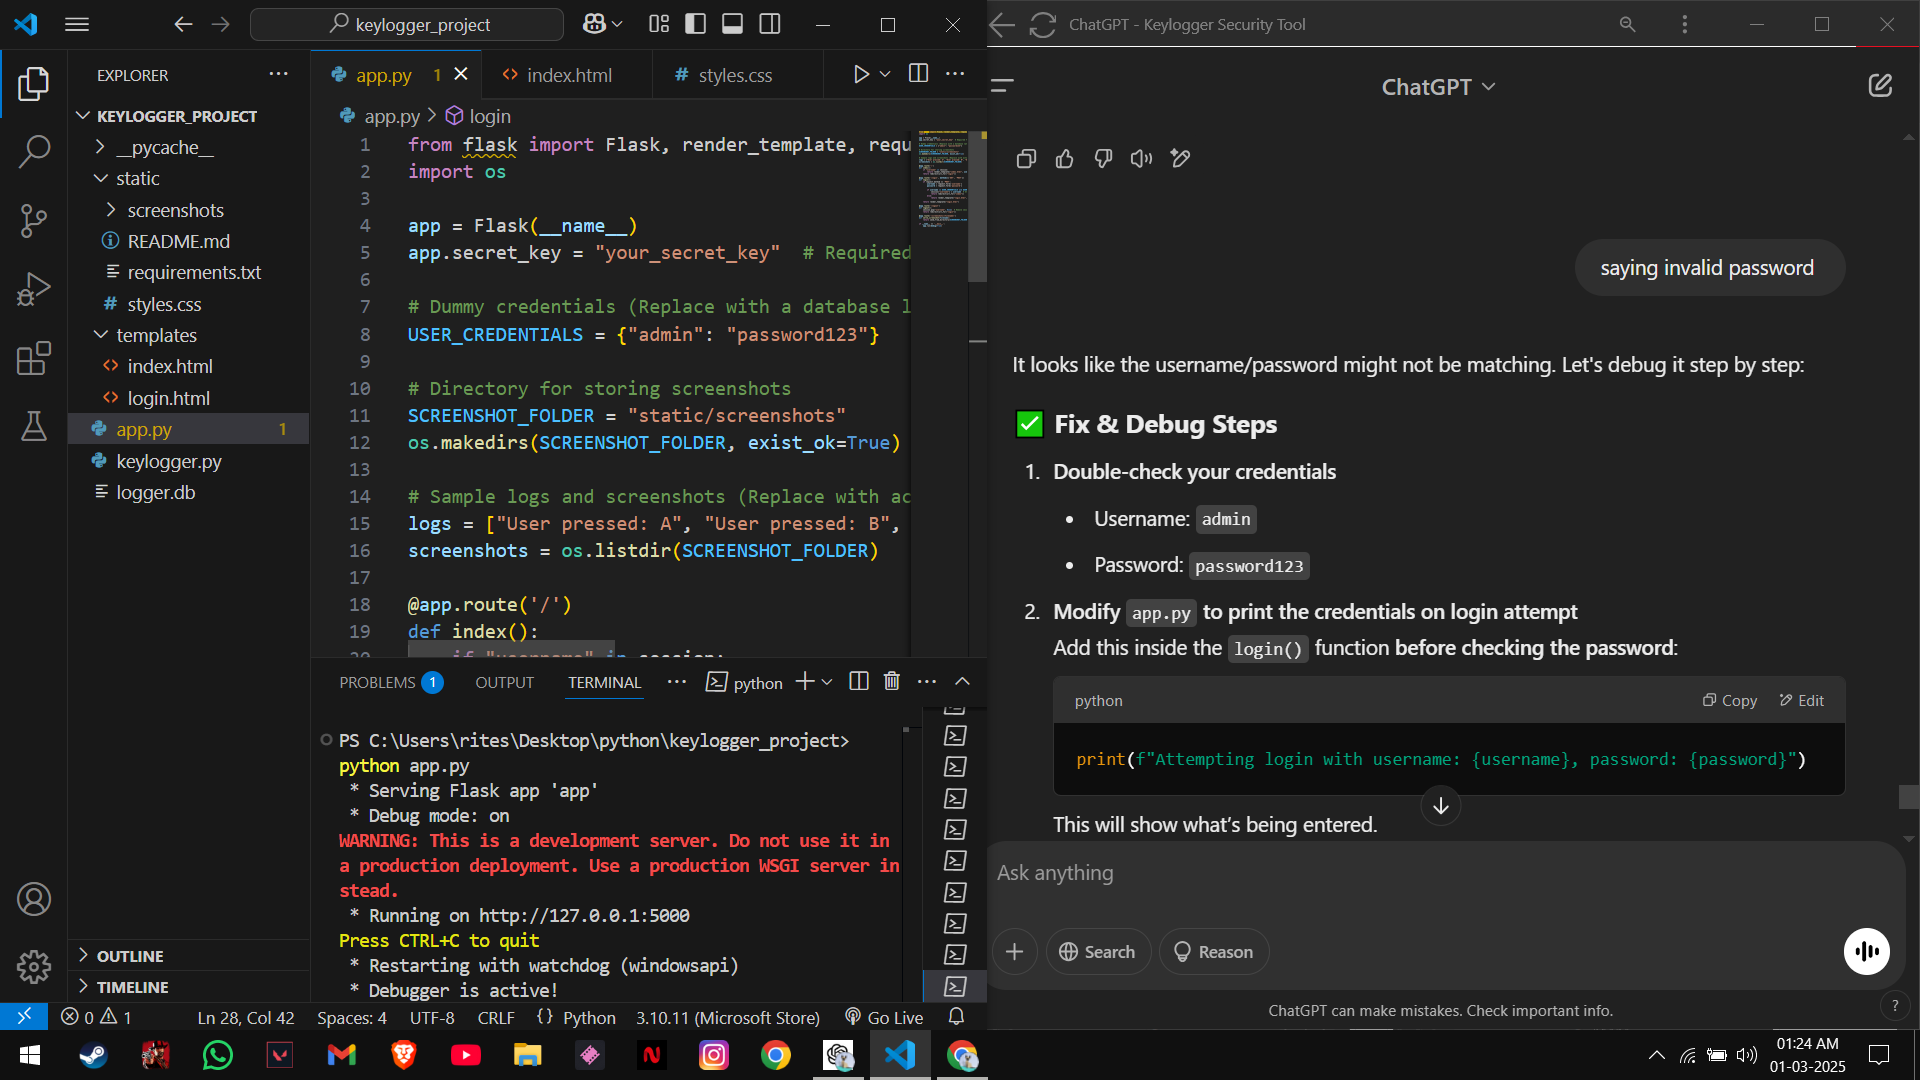 keylogger_project
EXPLORER
KEYLOGGER_PROJECT
__pycache__
static
screenshots
README.md
requirements.txt
styles.css
templates
index.html
login.html
app.py 1
keylogger.py
logger.db
OUTLINE
TIMELINE
app.py 1
index.html
styles.css
app.py > login
1 from flask import Flask, render_template, requ
2 import os
3
4 app = Flask(__name__)
5 app.secret_key = "your_secret_key"  # Required
6
7 # Dummy credentials (Replace with a database l
8 USER_CREDENTIALS = {"admin": "password123"}
9
10 # Directory for storing screenshots
11 SCREENSHOT_FOLDER = "static/screenshots"
12 os.makedirs(SCREENSHOT_FOLDER, exist_ok=True)
13
14 # Sample logs and screenshots (Replace with ac
15 logs = ["User pressed: A", "User pressed: B",
16 screenshots = os.listdir(SCREENSHOT_FOLDER)
17
18 @app.route('/')
19 def index():
20 if "username" in session:
PROBLEMS 1 OUTPUT TERMINAL python
PS C:\Users\rites\Desktop\python\keylogger_project>
python app.py
* Serving Flask app 'app'
* Debug mode: on
WARNING: This is a development server. Do not use it in
a production deployment. Use a production WSGI server in
stead.
* Running on http://127.0.0.1:5000
Press CTRL+C to quit
* Restarting with watchdog (windowsapi)
* Debugger is active!
0 1 Ln 28, Col 42 Spaces: 4 UTF-8 CRLF {} Python 3.10.11 (Microsoft Store) Go Live
ChatGPT - Keylogger Security Tool
ChatGPT
saying invalid password
It looks like the username/password might not be matching. Let's debug it step by step:
✅ Fix & Debug Steps
1. Double-check your credentials
• Username: admin
• Password: password123
2. Modify app.py to print the credentials on login attempt
Add this inside the login() function before checking the password:
python Copy Edit
print(f"Attempting login with username: {username}, password: {password}")
This will show what's being entered.
Ask anything
Search
Reason
ChatGPT can make mistakes. Check important info.
?
01:24 AM
01-03-2025